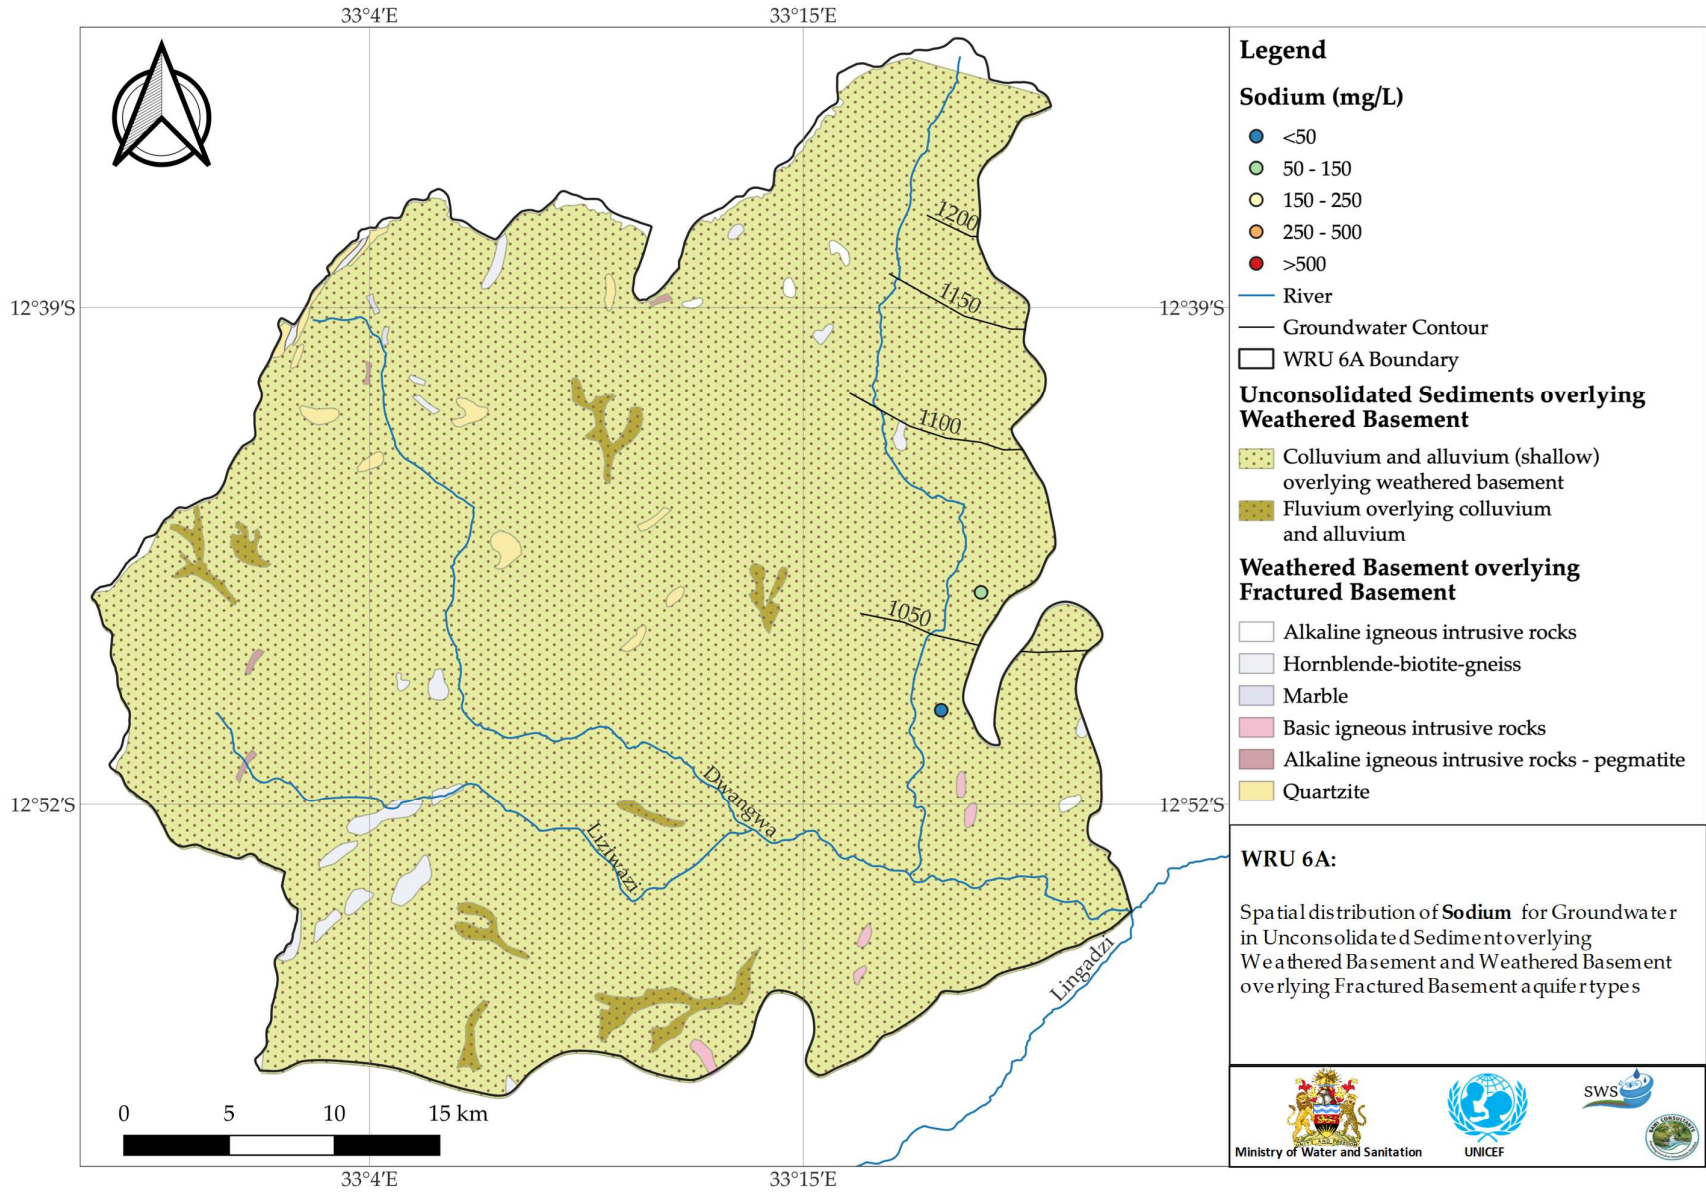 33°4′E
33°15′E
12°39′S
12°39′S
12°52′S
12°52′S
1200
1150
1100
1050
Dwangwa
Liziwazi
Lingadzi
0 5 10 15 km
33°4′E
33°15′E
Legend
Sodium (mg/L)
<50
50 - 150
150 - 250
250 - 500
>500
River
Groundwater Contour
WRU 6A Boundary
Unconsolidated Sediments overlying
Weathered Basement
Colluvium and alluvium (shallow)
overlying weathered basement
Fluvium overlying colluvium
and alluvium
Weathered Basement overlying
Fractured Basement
Alkaline igneous intrusive rocks
Hornblende-biotite-gneiss
Marble
Basic igneous intrusive rocks
Alkaline igneous intrusive rocks - pegmatite
Quartzite
WRU 6A:
Spatial distribution of Sodium for Groundwater
in Unconsolidated Sediment overlying
Weathered Basement and Weathered Basement
overlying Fractured Basement aquifer types
Ministry of Water and Sanitation
UNICEF
SWS